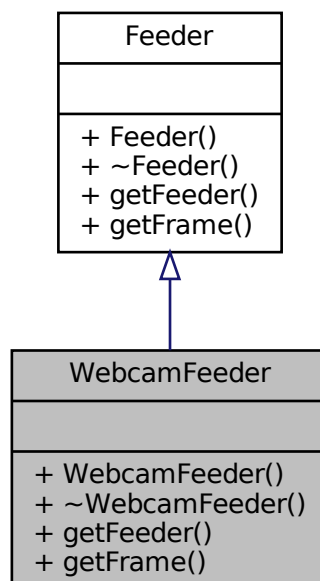 Feeder
+ Feeder()
+ ~Feeder()
+ getFeeder()
+ getFrame()
WebcamFeeder
+ WebcamFeeder()
+ ~WebcamFeeder()
+ getFeeder()
+ getFrame()